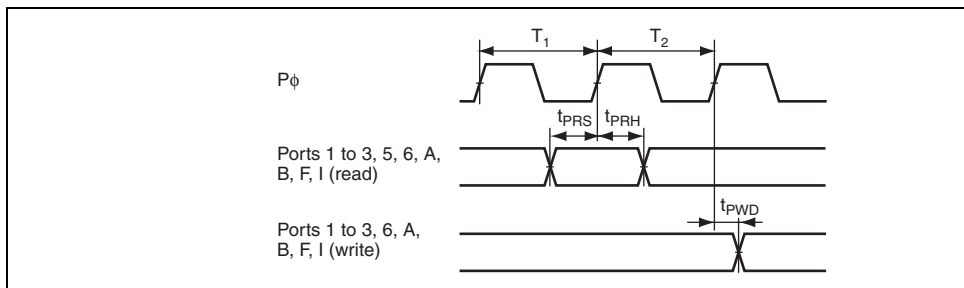 T1 T2
Pϕ
tPRS tPRH
Ports 1 to 3, 5, 6, A,
B, F, I (read)
tPWD
Ports 1 to 3, 6, A,
B, F, I (write)